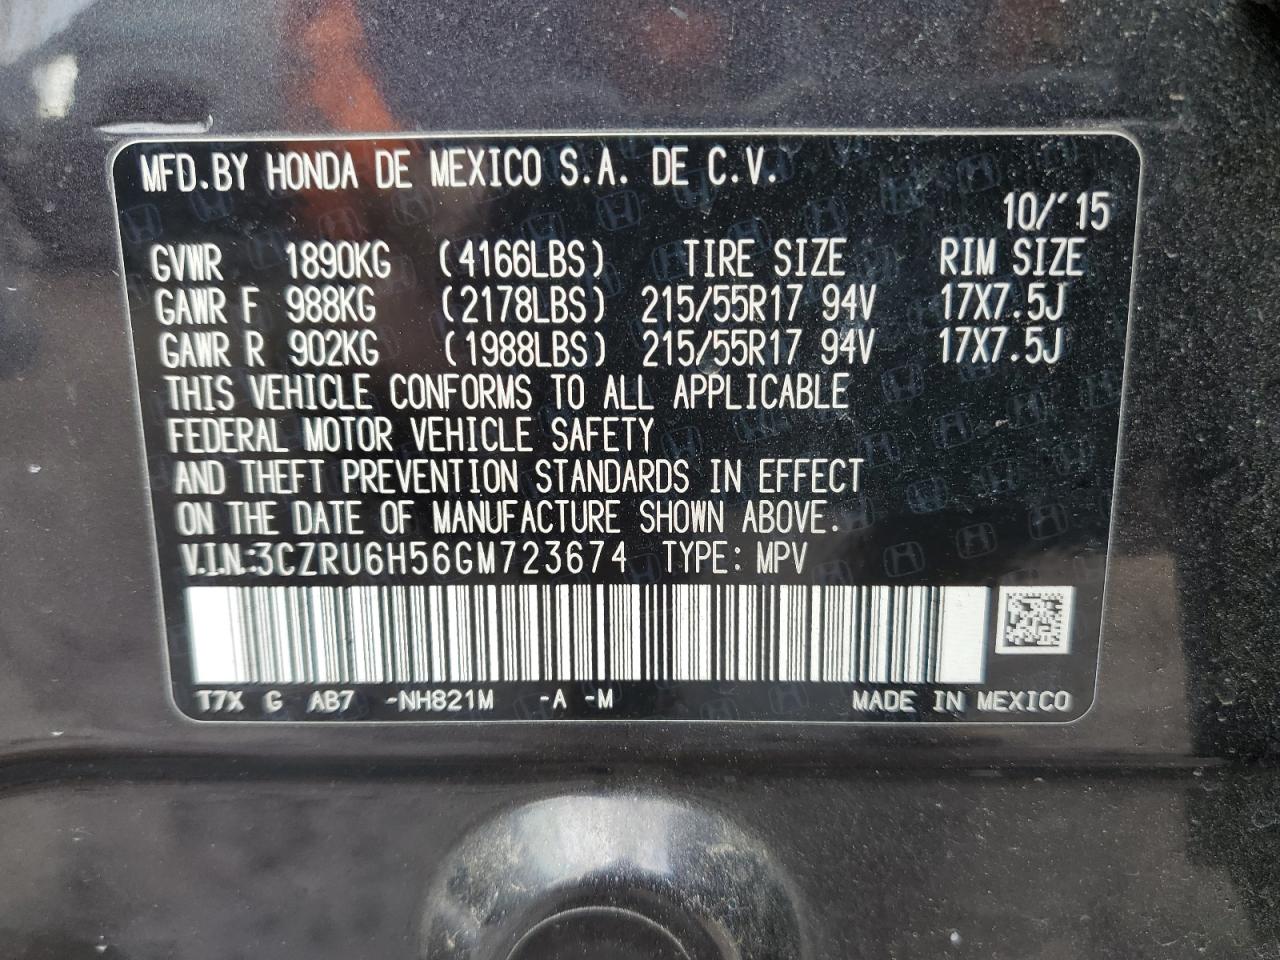 MFD.BY HONDA DE MEXICO S.A. DE C.V.
10/'15
GVWR 1890KG (4166LBS) TIRE SIZE RIM SIZE
GAWR F 988KG (2178LBS) 215/55R17 94V 17X7.5J
GAWR R 902KG (1988LBS) 215/55R17 94V 17X7.5J
THIS VEHICLE CONFORMS TO ALL APPLICABLE
FEDERAL MOTOR VEHICLE SAFETY
AND THEFT PREVENTION STANDARDS IN EFFECT
ON THE DATE OF MANUFACTURE SHOWN ABOVE.
V.I.N.:3CZRU6H56GM723674 TYPE: MPV
T7X G AB7 -NH821M -A -M MADE IN MEXICO